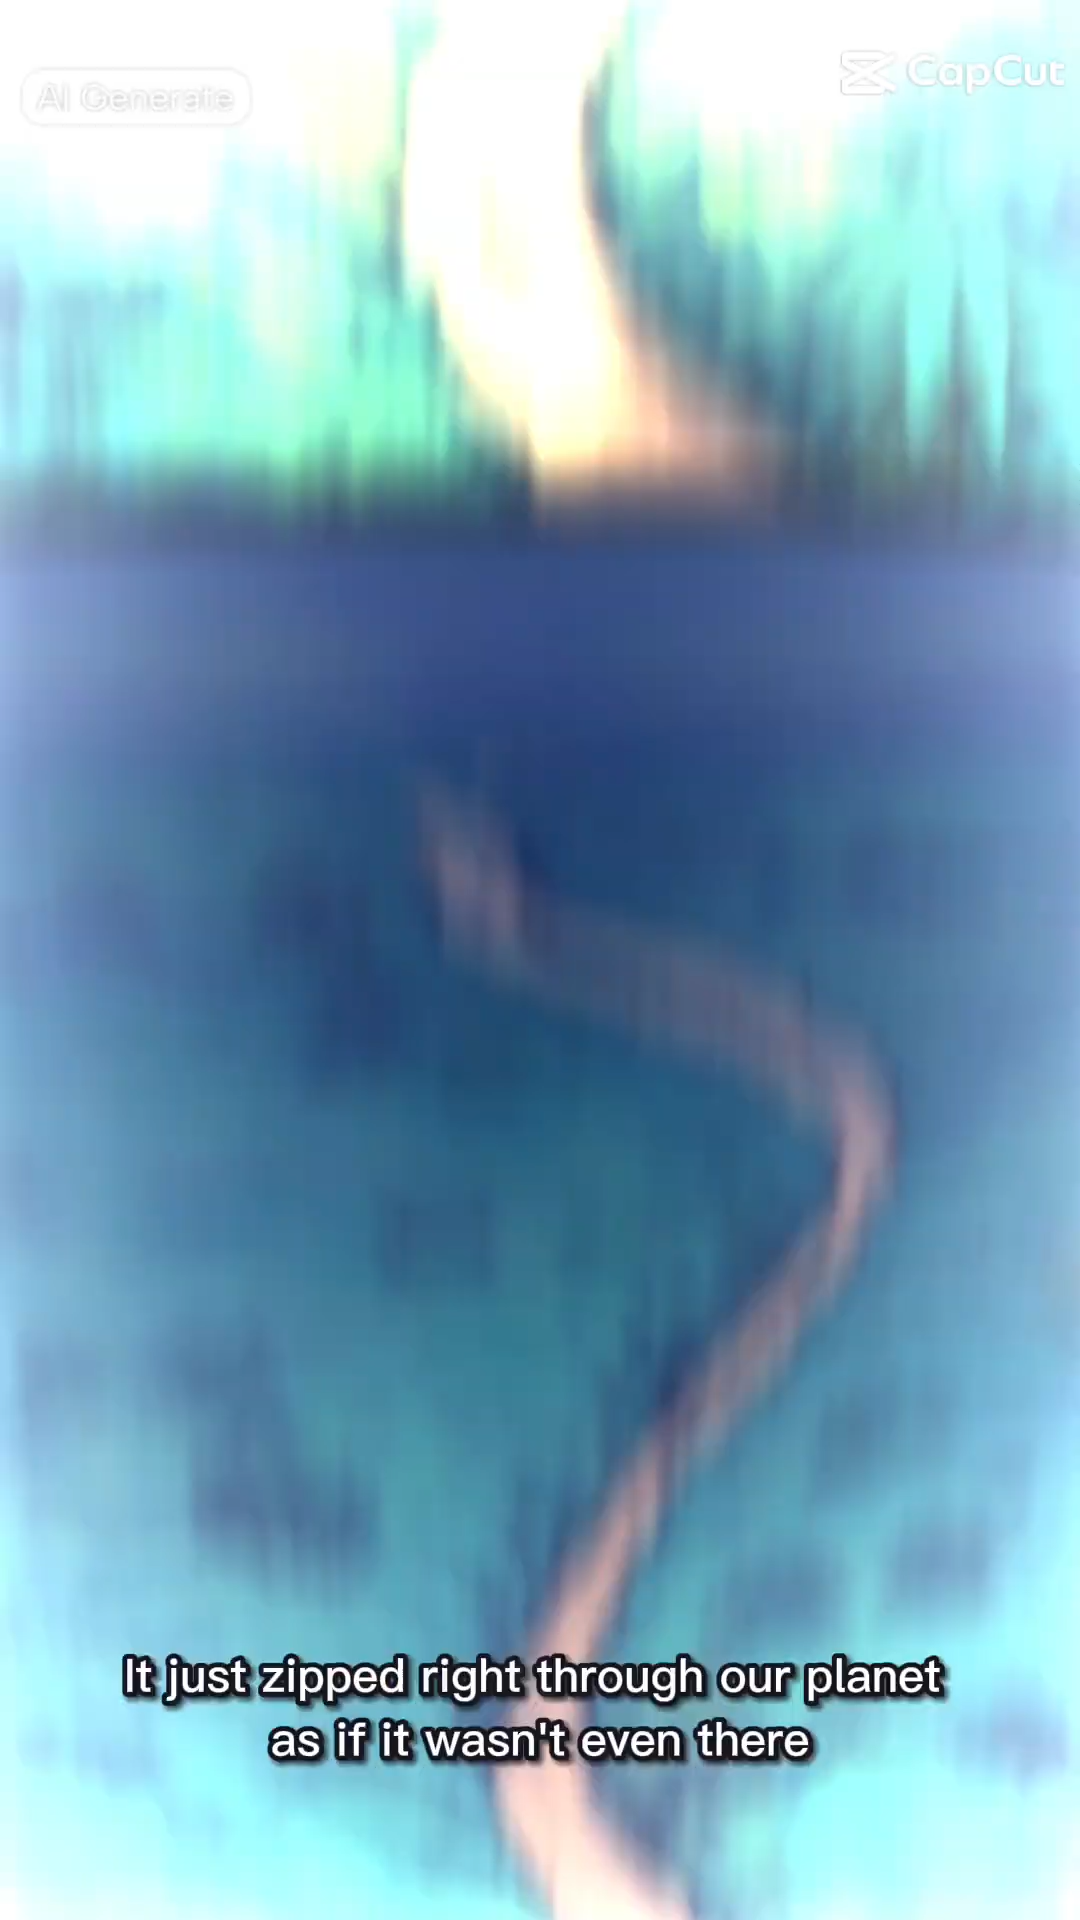 AI Generate
CapCut
It just zipped right through our planet
as if it wasn't even there